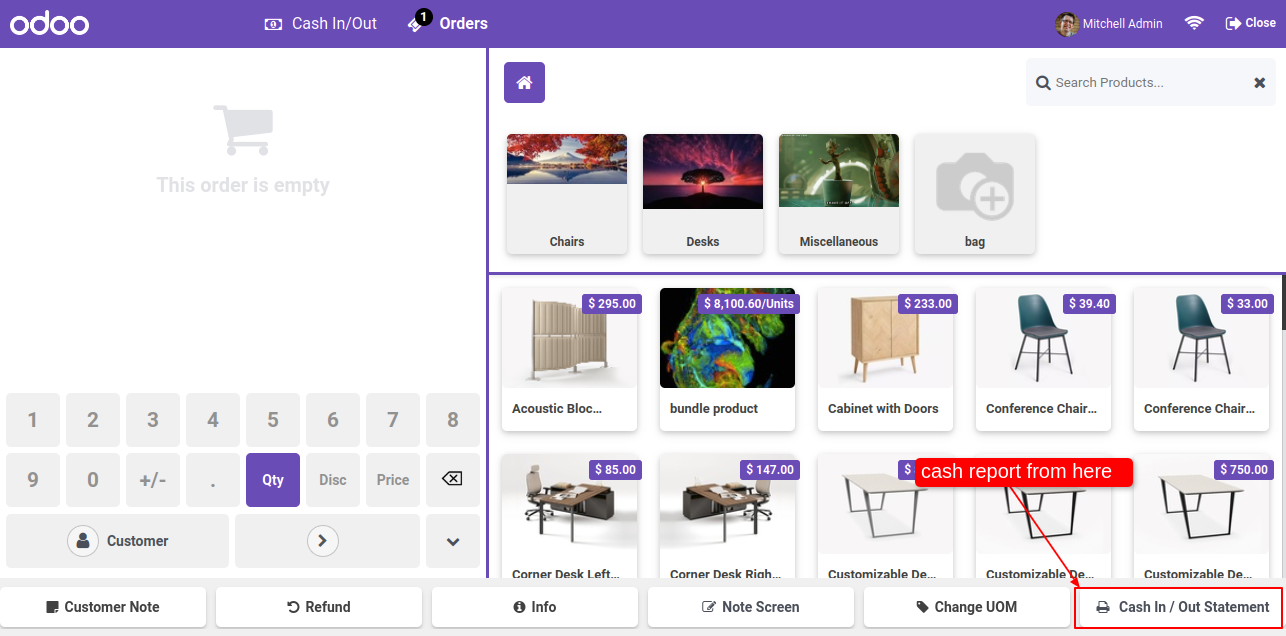 odoo
Cash In/Out
1
Orders
Mitchell Admin
Close
This order is empty
Search Products...
Chairs
Desks
Miscellaneous
bag
$ 295.00
$ 8,100.60/Units
$ 233.00
$ 39.40
$ 33.00
Acoustic Bloc...
bundle product
Cabinet with Doors
Conference Chair...
Conference Chair...
1 2 3 4 5 6 7 8
9 0 +/- . Qty Disc Price
Customer
$ 85.00
$ 147.00
$
cash report from here
$ 750.00
Corner Desk Left...
Corner Desk Righ...
Customizable De...
Customizable De...
Customizable De...
Customer Note
Refund
Info
Note Screen
Change UOM
Cash In / Out Statement